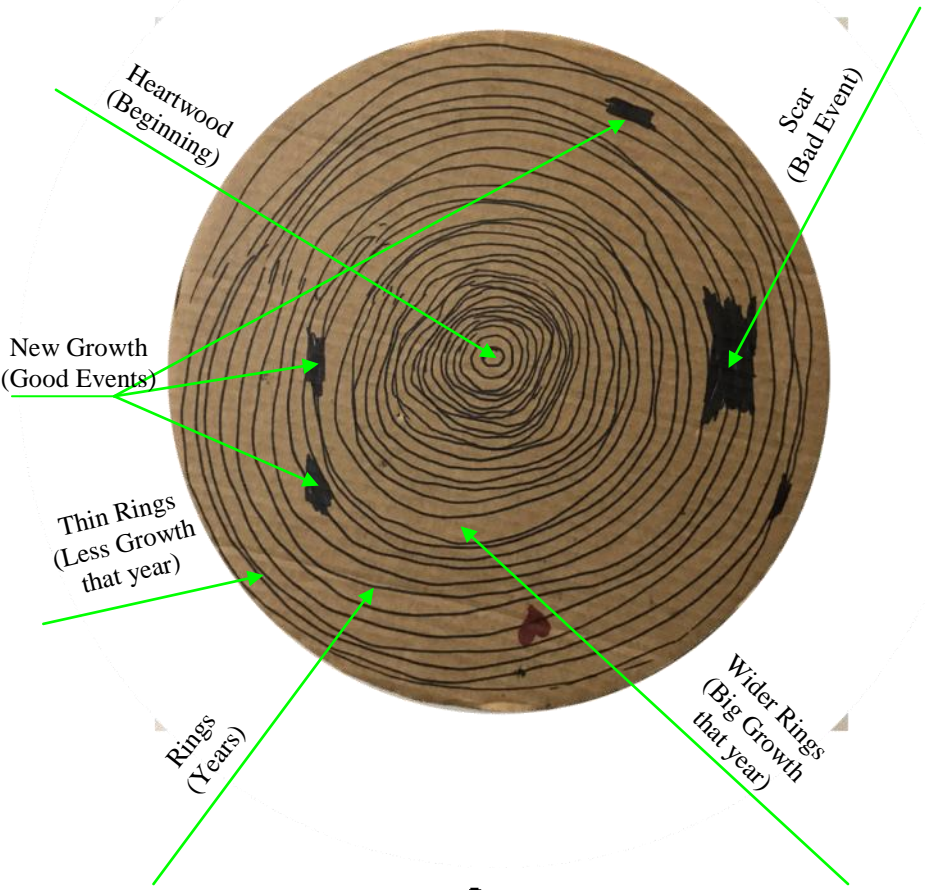 Heartwood
(Beginning)
Scar
(Bad Event)
New Growth
(Good Events)
Thin Rings
(Less Growth
that year)
Rings
(Years)
Wider Rings
(Big Growth
that year)